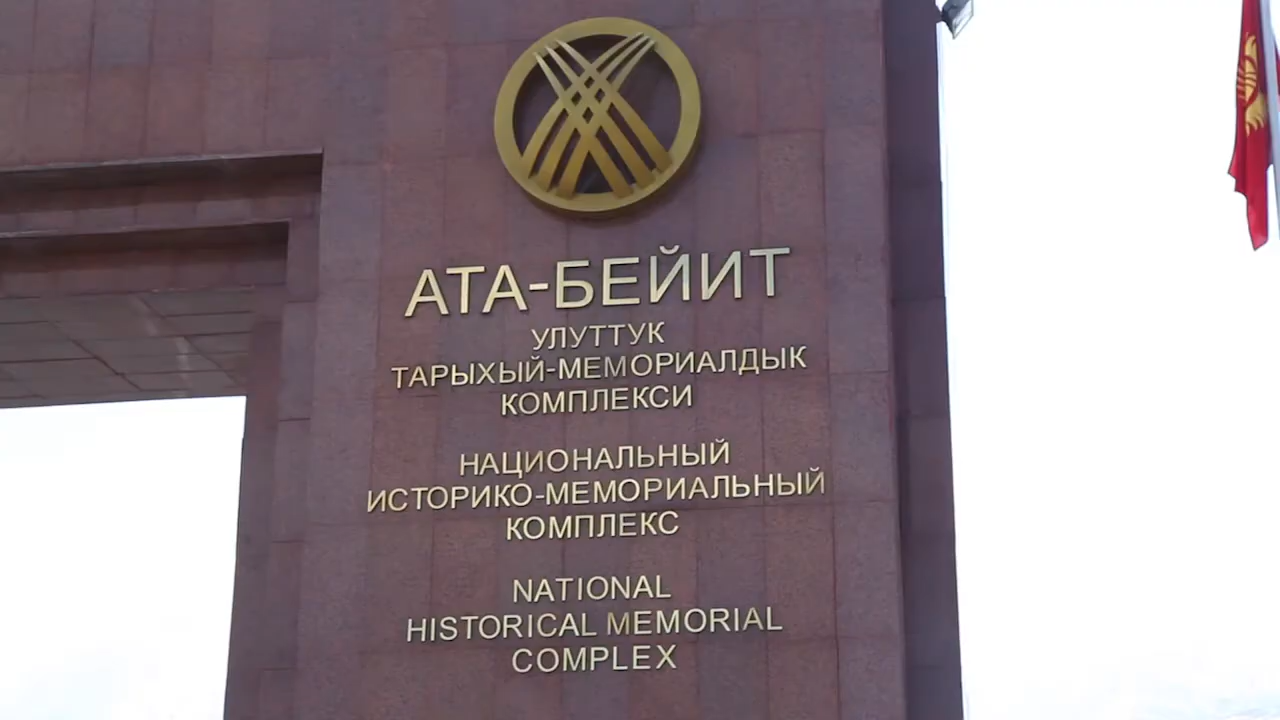 АТА-БЕЙИТ
УЛУТТУК
ТАРЫХЫЙ-МЕМОРИАЛДЫК
КОМПЛЕКСИ
НАЦИОНАЛЬНЫЙ
ИСТОРИКО-МЕМОРИАЛЬНЫЙ
КОМПЛЕКС
NATIONAL
HISTORICAL MEMORIAL
COMPLEX